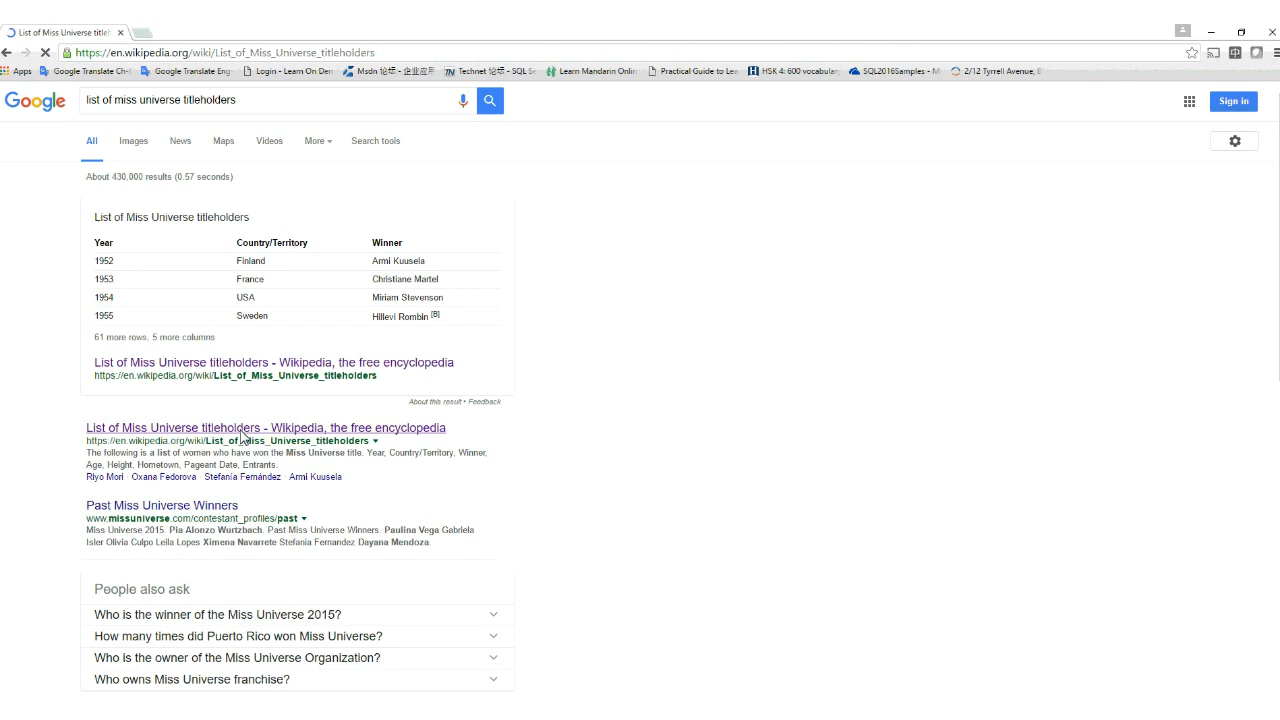 List of Miss Universe titleh
https://en.wikipedia.org/wiki/List_of_Miss_Universe_titleholders
Apps Google Translate Ch-E Google Translate Eng- Login - Learn On Den Msdn 论坛 - 企业应用 Technet 论坛 - SQL Se Learn Mandarin Onlin Practical Guide to Lea HSK 4: 600 vocabulary SQL2016Samples - M 2/12 Tyrrell Avenue, B
Google list of miss universe titleholders Sign in
All Images News Maps Videos More Search tools
About 430,000 results (0.57 seconds)
List of Miss Universe titleholders
Year Country/Territory Winner
1952 Finland Armi Kuusela
1953 France Christiane Martel
1954 USA Miriam Stevenson
1955 Sweden Hillevi Rombin [B]
61 more rows, 5 more columns
List of Miss Universe titleholders - Wikipedia, the free encyclopedia
https://en.wikipedia.org/wiki/List_of_Miss_Universe_titleholders
About this result • Feedback
List of Miss Universe titleholders - Wikipedia, the free encyclopedia
https://en.wikipedia.org/wiki/List_of_Miss_Universe_titleholders
The following is a list of women who have won the Miss Universe title. Year, Country/Territory, Winner,
Age, Height, Hometown, Pageant Date, Entrants.
Riyo Mori · Oxana Fedorova · Stefanía Fernández · Armi Kuusela
Past Miss Universe Winners
www.missuniverse.com/contestant_profiles/past
Miss Universe 2015. Pia Alonzo Wurtzbach. Past Miss Universe Winners. Paulina Vega Gabriela
Isler Olivia Culpo Leila Lopes Ximena Navarrete Stefania Fernandez Dayana Mendoza.
People also ask
Who is the winner of the Miss Universe 2015?
How many times did Puerto Rico won Miss Universe?
Who is the owner of the Miss Universe Organization?
Who owns Miss Universe franchise?